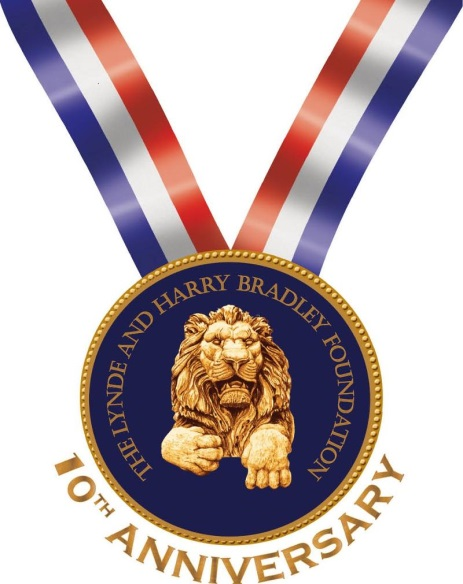 THE LYNDE AND HARRY BRADLEY FOUNDATION
10TH ANNIVERSARY